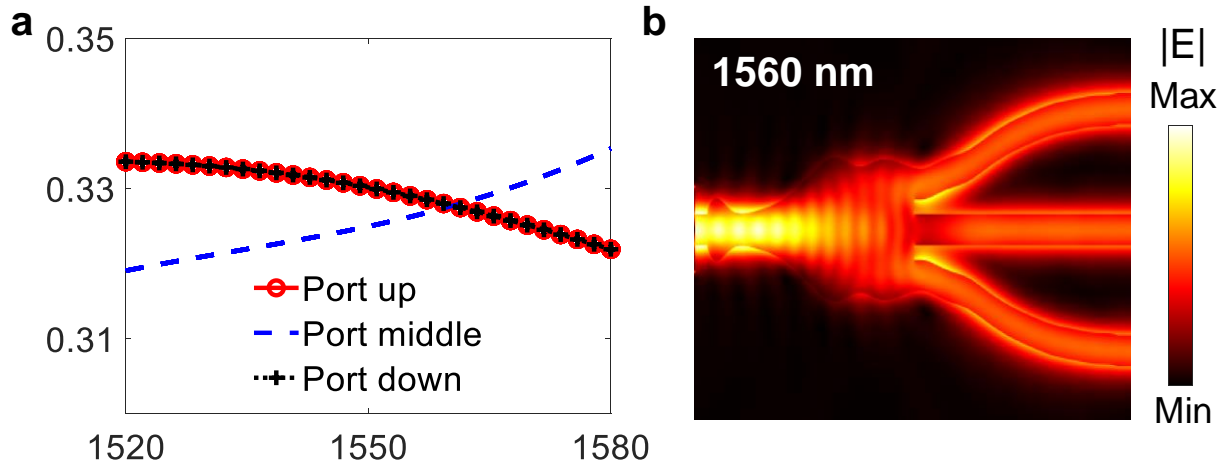 a
0.35
0.33
0.31
Port up
Port middle
Port down
1520 1550 1580
b
1560 nm
|E|
Max
Min